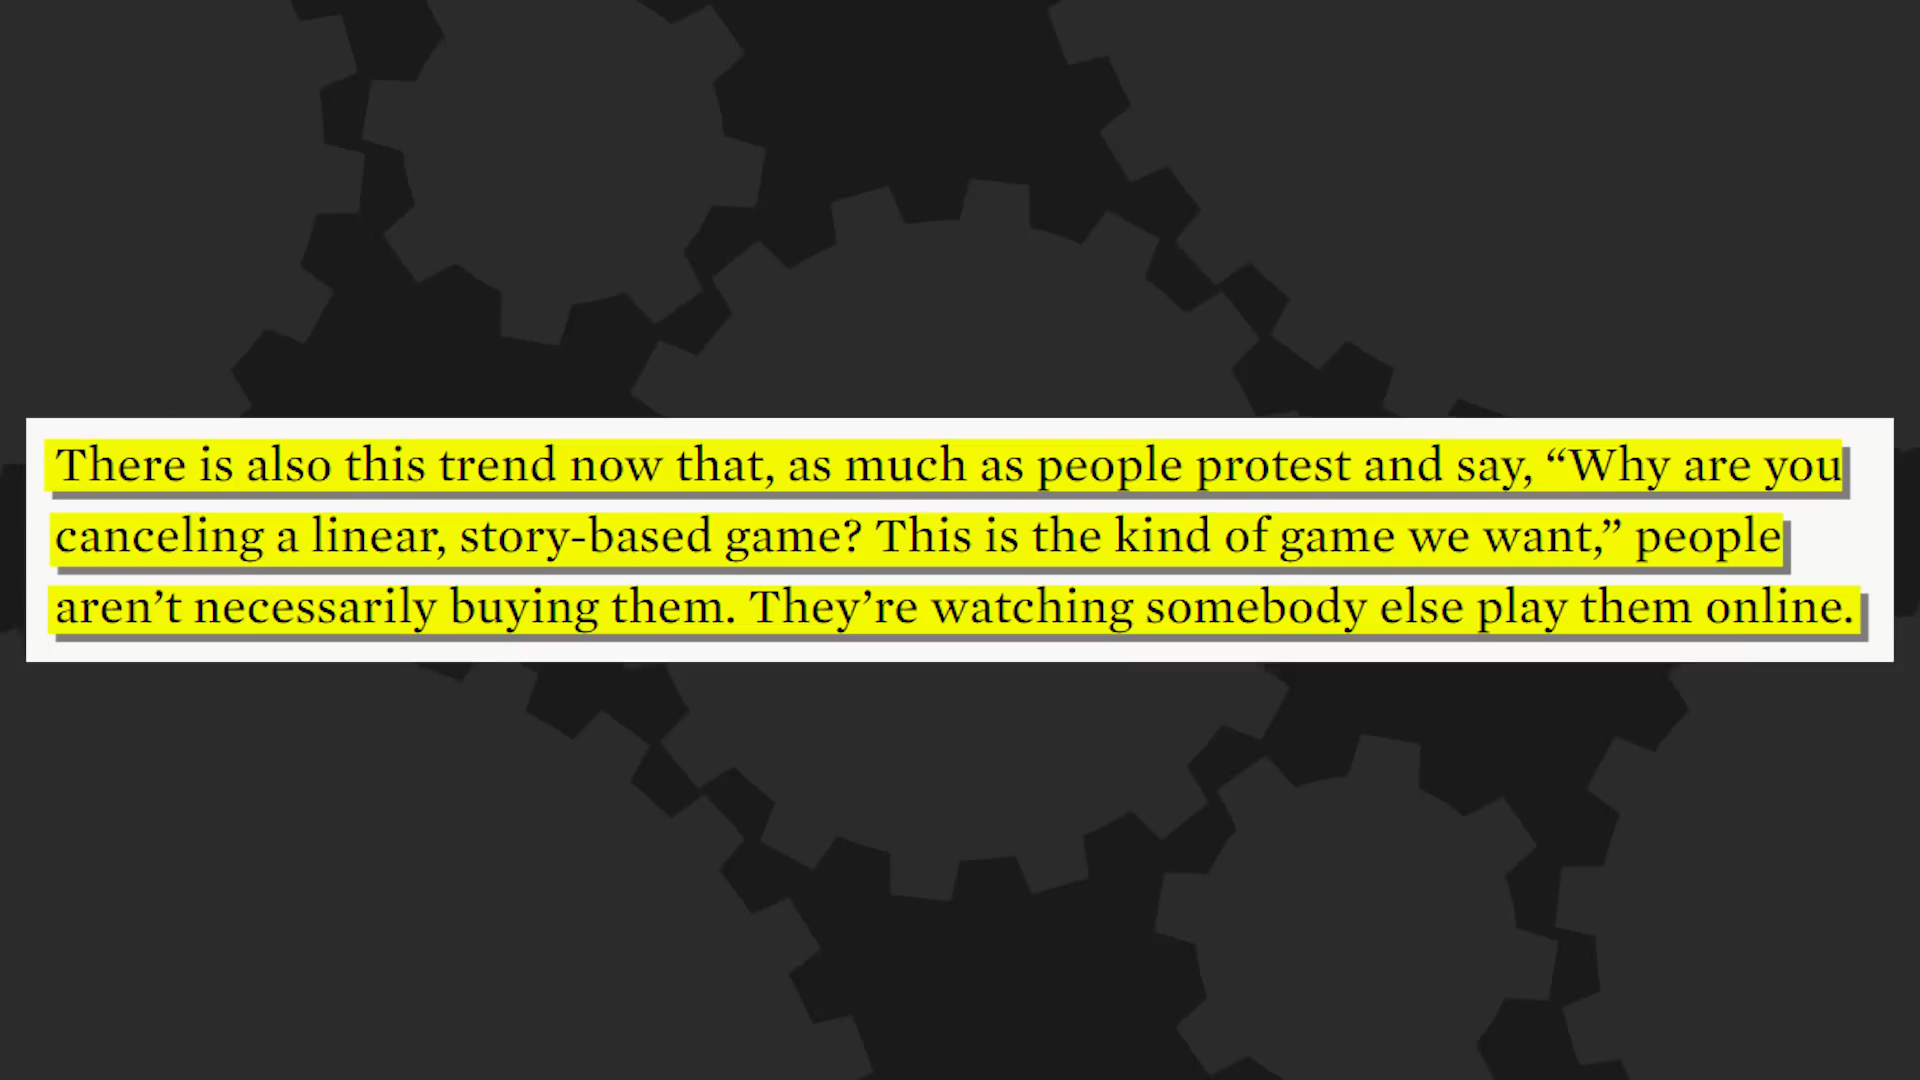 There is also this trend now that, as much as people protest and say, “Why are you
canceling a linear, story-based game? This is the kind of game we want,” people
aren’t necessarily buying them. They’re watching somebody else play them online.